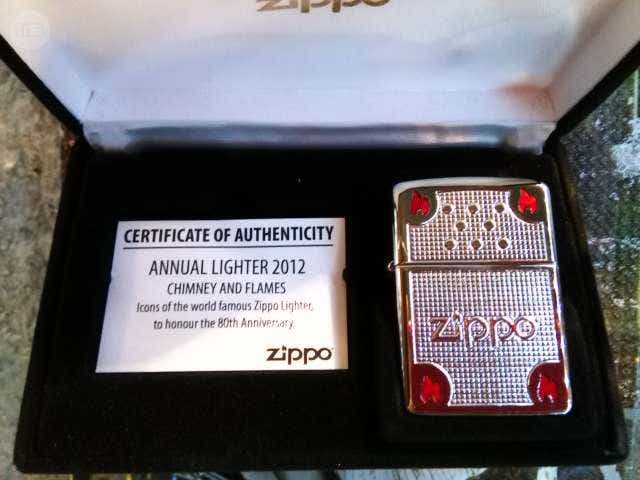 zippo
CERTIFICATE OF AUTHENTICITY
ANNUAL LIGHTER 2012
CHIMNEY AND FLAMES
Icons of the world famous Zippo Lighter,
to honour the 80th Anniversary.
zippo
zippo